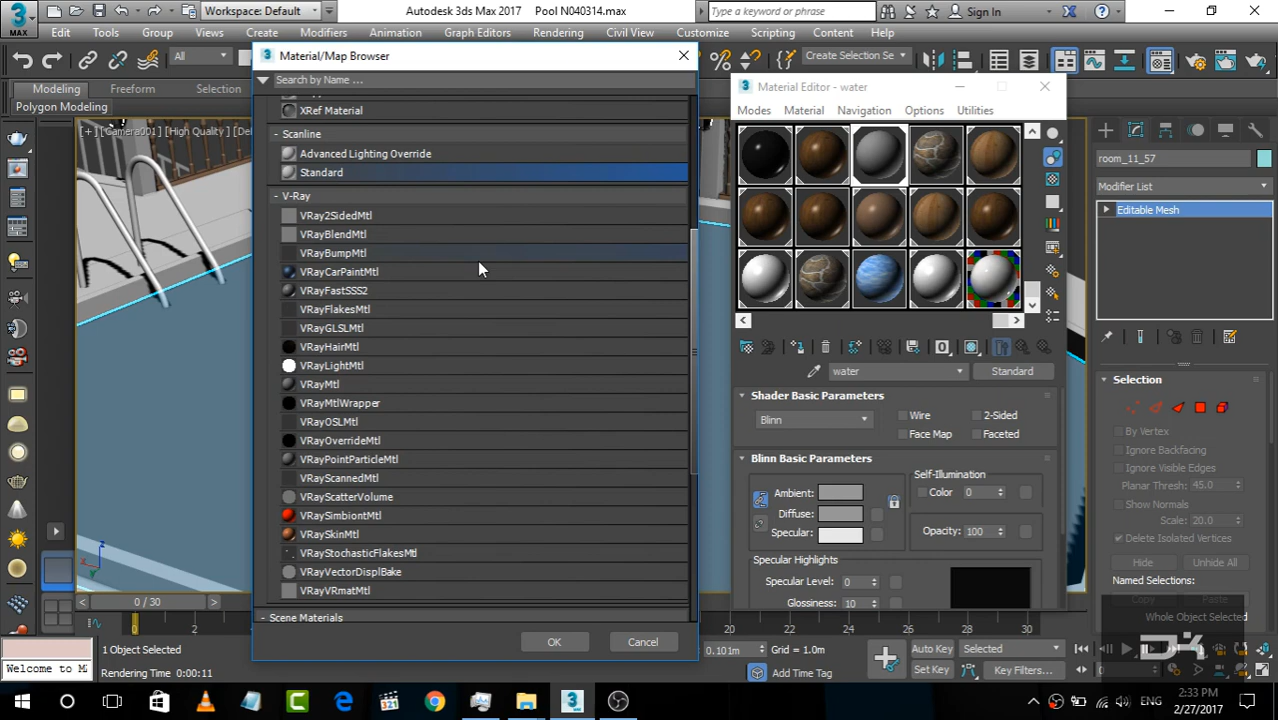 Workspace: Default
Autodesk 3ds Max 2017
Pool N040314.max
Type a keyword or phrase
Sign In
MAX
Edit
Tools
Group
Views
Create
Modifiers
Animation
Graph Editors
Rendering
Civil View
Customize
Scripting
Content
Help
All
Create Selection Se
Modeling
Freeform
Selection
Polygon Modeling
[+] [Camera001] [High Quality] [De
Material/Map Browser
Search by Name ...
XRef Material
- Scanline
Advanced Lighting Override
Standard
- V-Ray
VRay2SidedMtl
VRayBlendMtl
VRayBumpMtl
VRayCarPaintMtl
VRayFastSSS2
VRayFlakesMtl
VRayGLSLMtl
VRayHairMtl
VRayLightMtl
VRayMtl
VRayMtlWrapper
VRayOSLMtl
VRayOverrideMtl
VRayPointParticleMtl
VRayScannedMtl
VRayScatterVolume
VRaySimbiontMtl
VRaySkinMtl
VRayStochasticFlakesMtl
VRayVectorDisplBake
VRayVRmatMtl
- Scene Materials
OK
Cancel
Material Editor - water
Modes
Material
Navigation
Options
Utilities
water
Standard
Shader Basic Parameters
Blinn
Wire
2-Sided
Face Map
Faceted
Blinn Basic Parameters
Self-Illumination
Ambient:
Diffuse:
Specular:
Color
0
Opacity:
100
Specular Highlights
Specular Level:
0
Glossiness:
10
room_11_57
Modifier List
Editable Mesh
Selection
By Vertex
Ignore Backfacing
Ignore Visible Edges
Planar Thresh:
45.0
Show Normals
Scale:
20.0
Delete Isolated Vertices
Hide
Unhide All
Named Selections:
Copy
Paste
Whole Object Selected
0 / 30
0
2
20
22
24
26
28
30
1 Object Selected
Rendering Time 0:00:11
Welcome to M
0.101m
Grid = 1.0m
Add Time Tag
Auto Key
Selected
Set Key
Key Filters...
DK
ENG
2:33 PM
2/27/2017